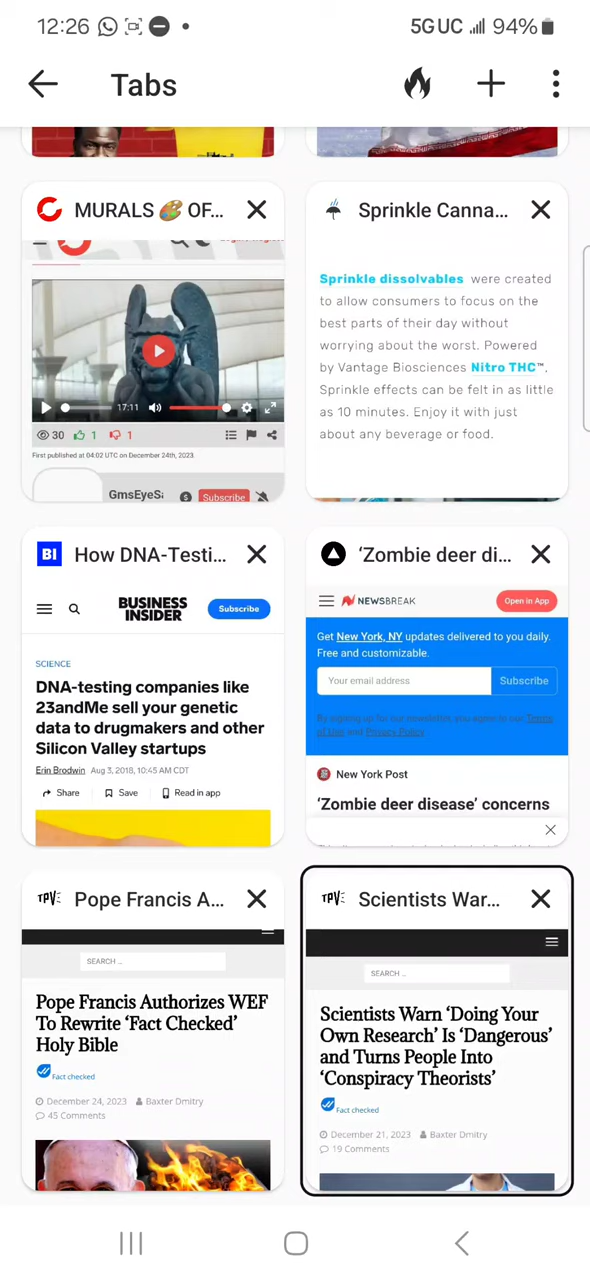 12:26
5G UC
94%
Tabs
MURALS 🎨 OF...
17:11
30
1
1
First published at 04:02 UTC on December 24th, 2023.
GmsEyeSa
Subscribe
Sprinkle Canna...
Sprinkle dissolvables were created
to allow consumers to focus on the
best parts of their day without
worrying about the worst. Powered
by Vantage Biosciences Nitro THC™.
Sprinkle effects can be felt in as little
as 10 minutes. Enjoy it with just
about any beverage or food.
BI
How DNA-Testi...
BUSINESS
INSIDER
Subscribe
SCIENCE
DNA-testing companies like
23andMe sell your genetic
data to drugmakers and other
Silicon Valley startups
Erin Brodwin Aug 3, 2018, 10:45 AM CDT
Share
Save
Read in app
‘Zombie deer di...
NEWSBREAK
Open in App
Get New York, NY updates delivered to you daily.
Free and customizable.
Your email address
Subscribe
By signing up for our newsletter, you agree to our Terms
of Use and Privacy Policy.
New York Post
‘Zombie deer disease’ concerns
TPV
Pope Francis A...
SEARCH ...
Pope Francis Authorizes WEF
To Rewrite ‘Fact Checked’
Holy Bible
Fact checked
December 24, 2023 Baxter Dmitry
45 Comments
TPV
Scientists War...
SEARCH ...
Scientists Warn ‘Doing Your
Own Research’ Is ‘Dangerous’
and Turns People Into
‘Conspiracy Theorists’
Fact checked
December 21, 2023 Baxter Dmitry
19 Comments